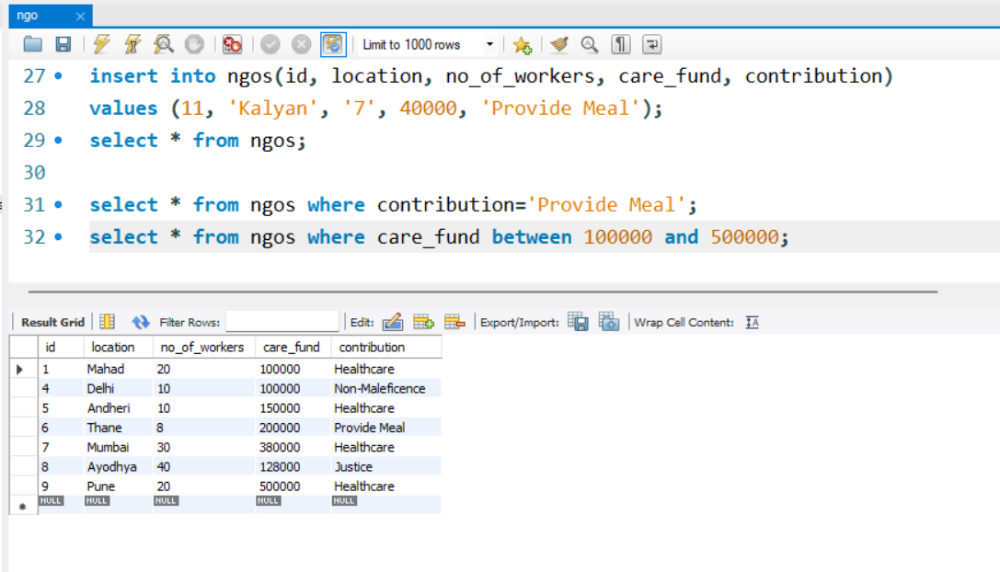 ngo
Limit to 1000 rows
27 insert into ngos(id, location, no_of_workers, care_fund, contribution)
28 values (11, 'Kalyan', '7', 40000, 'Provide Meal');
29 select * from ngos;
30
31 select * from ngos where contribution='Provide Meal';
32 select * from ngos where care_fund between 100000 and 500000;
Result Grid Filter Rows: Edit: Export/Import: Wrap Cell Content: IA
id location no_of_workers care_fund contribution
1 Mahad 20 100000 Healthcare
4 Delhi 10 100000 Non-Maleficence
5 Andheri 10 150000 Healthcare
6 Thane 8 200000 Provide Meal
7 Mumbai 30 380000 Healthcare
8 Ayodhya 40 128000 Justice
9 Pune 20 500000 Healthcare
NULL NULL NULL NULL NULL